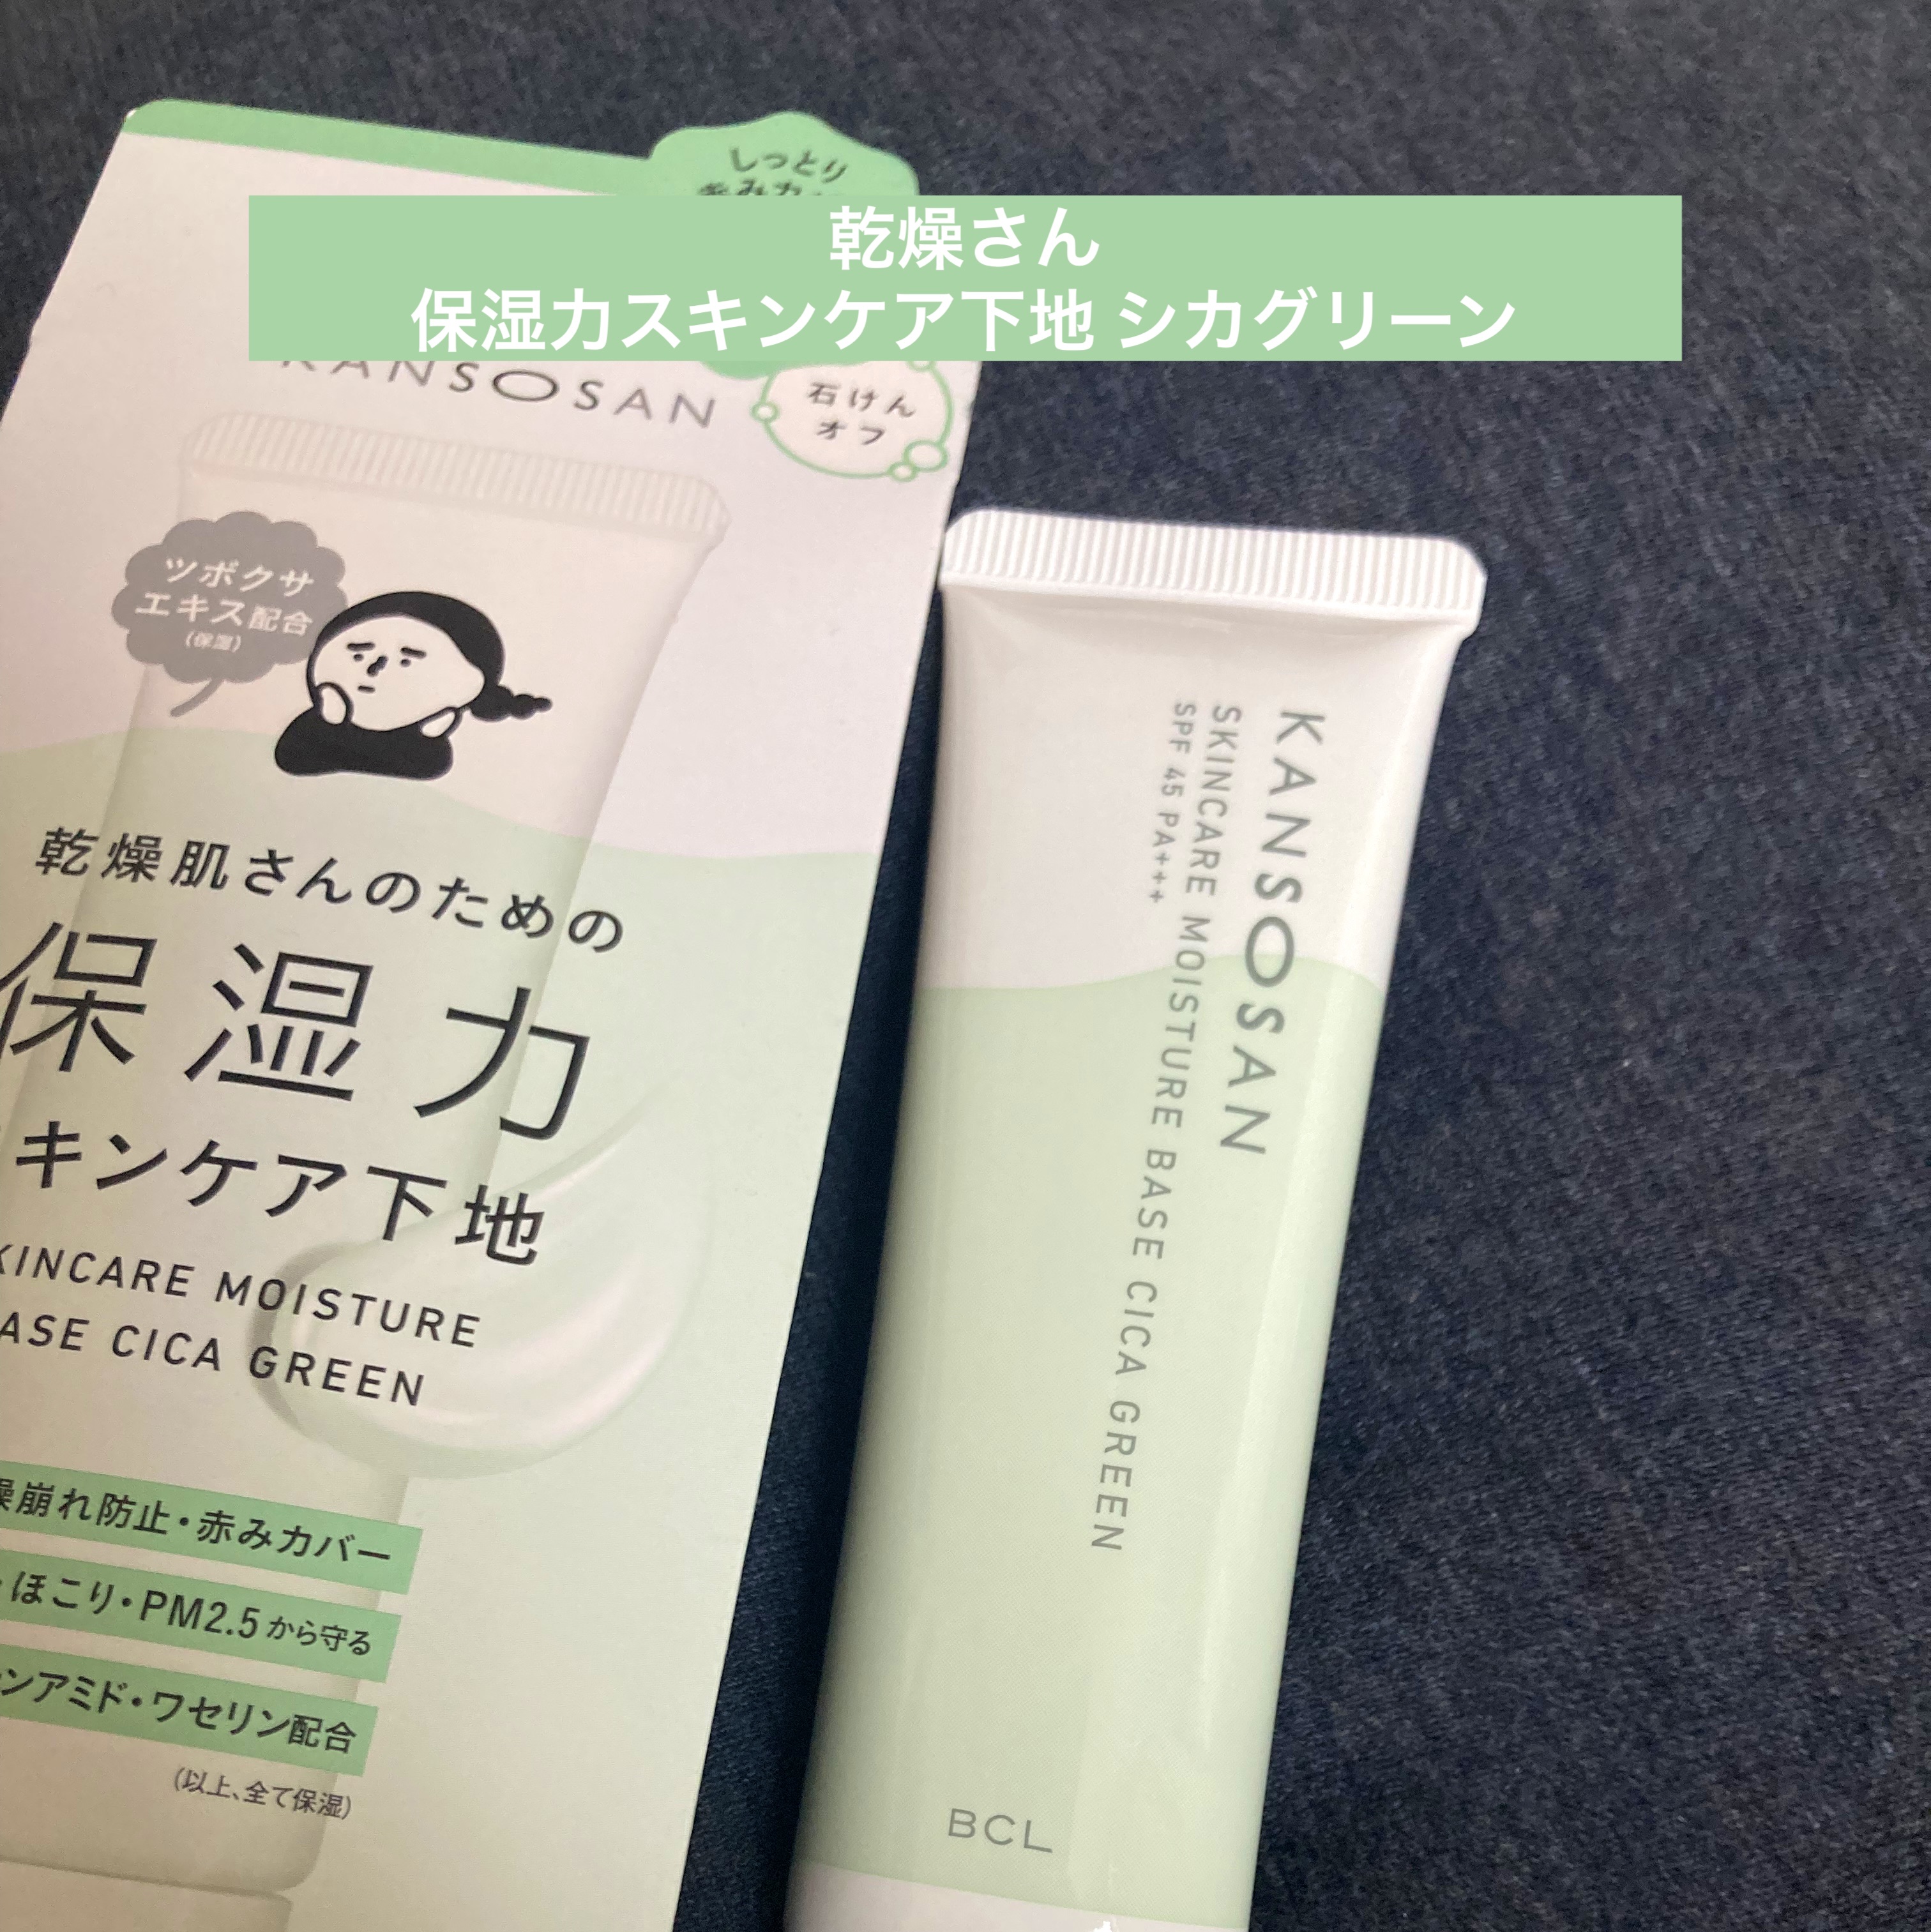 しっとり
乾燥さん
保湿力スキンケア下地 シカグリーン
KANSOSAN
石けん
オフ
ツボクサ
エキス配合
(保湿)
乾燥肌さんのための
保湿力
キンケア下地
KINCARE MOISTURE
ASE CICA GREEN
燥崩れ防止・赤みカバー
ほこり・PM2.5から守る
ンアミド・ワセリン配合
(以上、全て保湿)
KANSOSAN
SKINCARE MOISTURE BASE CICA GREEN
SPF 45 PA+++
BCL